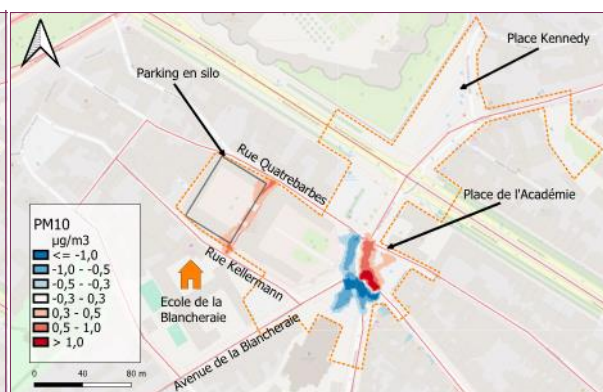 Place Kennedy
Parking en silo
Rue Quatrebarbes
Place de l'Académie
PM10
µg/m3
<= -1,0
-1,0 - -0,5
-0,5 - -0,3
-0,3 - 0,3
0,3 - 0,5
0,5 - 1,0
> 1,0
Rue Kellermann
Ecole de la
Blancheraie
Avenue de la Blancheraie
0 40 80 m